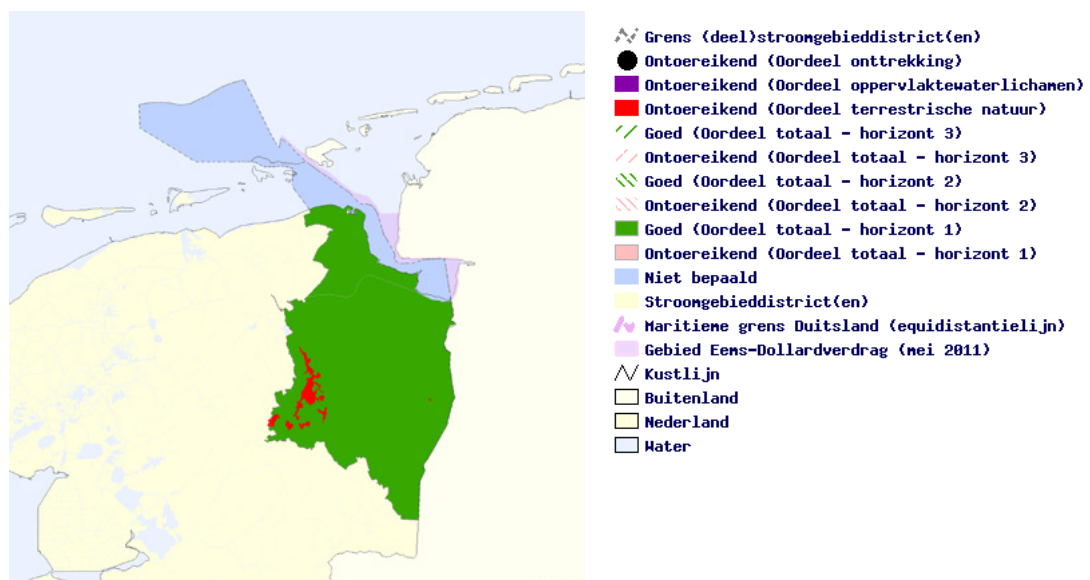 Grens (deel)stroomgebieddistrict(en)
Ontoereikend (Oordeel onttrekking)
Ontoereikend (Oordeel oppervlaktewaterlichamen)
Ontoereikend (Oordeel terrestrische natuur)
Goed (Oordeel totaal - horizont 3)
Ontoereikend (Oordeel totaal - horizont 3)
Goed (Oordeel totaal - horizont 2)
Ontoereikend (Oordeel totaal - horizont 2)
Goed (Oordeel totaal - horizont 1)
Ontoereikend (Oordeel totaal - horizont 1)
Niet bepaald
Stroomgebieddistrict(en)
Maritieme grens Duitsland (equidistantielijn)
Gebied Eems-Dollardverdrag (mei 2011)
Kustlijn
Buitenland
Nederland
Water